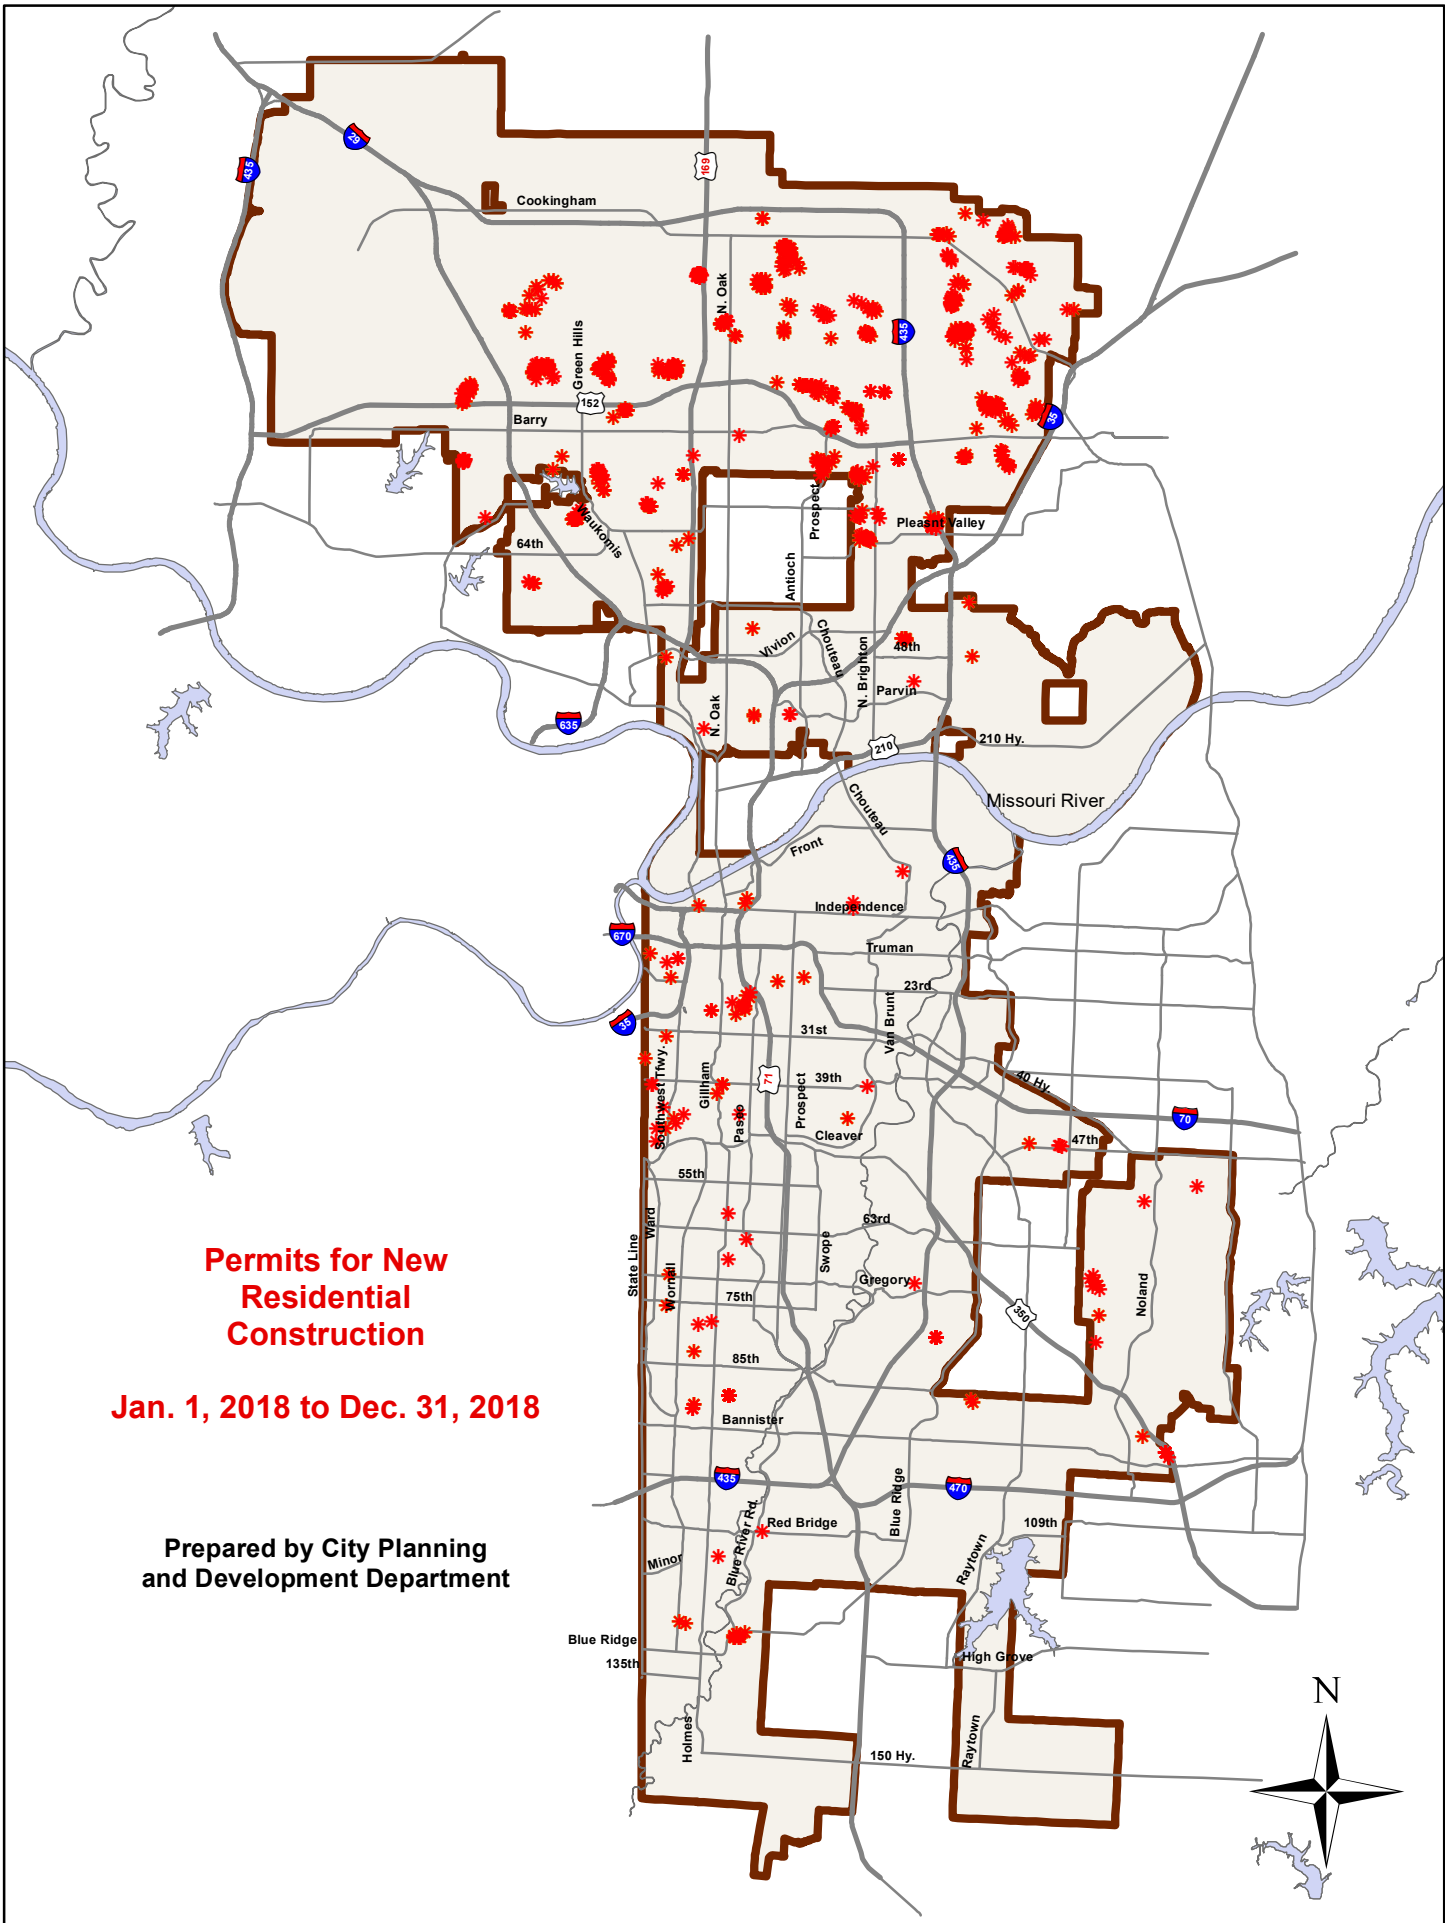 29
435
169
Cookingham
N. Oak
435
Green Hills
152
Barry
35
Prospect
Pleasnt Valley
Waukomis
64th
Antioch
Vivion
Chouteau
N. Brighton
48th
Parvin
N. Oak
635
210
210 Hy.
Missouri River
Chouteau
Front
435
Independence
670
Truman
23rd
35
31st
Van Brunt
Southwest Tfwy.
Gillham
71
39th
40 Hy.
Paseo
Prospect
70
Cleaver
47th
55th
Ward
63rd
State Line
Swope
Permits for New
Residential
Construction
Wornall
Gregory
75th
Noland
350
85th
Jan. 1, 2018 to Dec. 31, 2018
Bannister
435
Blue Ridge
470
Prepared by City Planning
and Development Department
Red Bridge
109th
Minor
Blue River Rd.
Raytown
Blue Ridge
135th
High Grove
N
Holmes
Raytown
150 Hy.